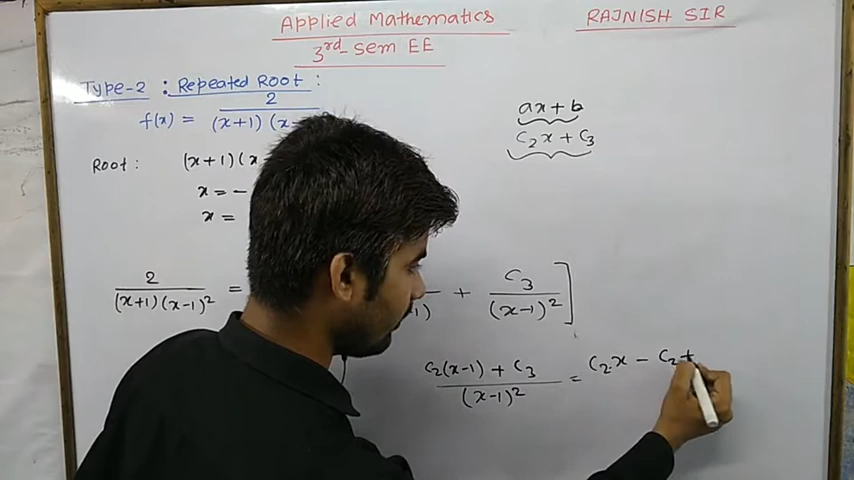 Applied Mathematics
RAJNISH SIR
3rd- Sem EE
Type-2 : Repeated Root :
f(x) = 2 / (x+1) (x-
ax + b
C₂x + C₃
Root : (x+1) (x
x = -
x =
2 / (x+1) (x-1)² = 1) + C₃ / (x-1)² ]
C₂(x-1) + C₃ / (x-1)² = C₂x - C₂ +